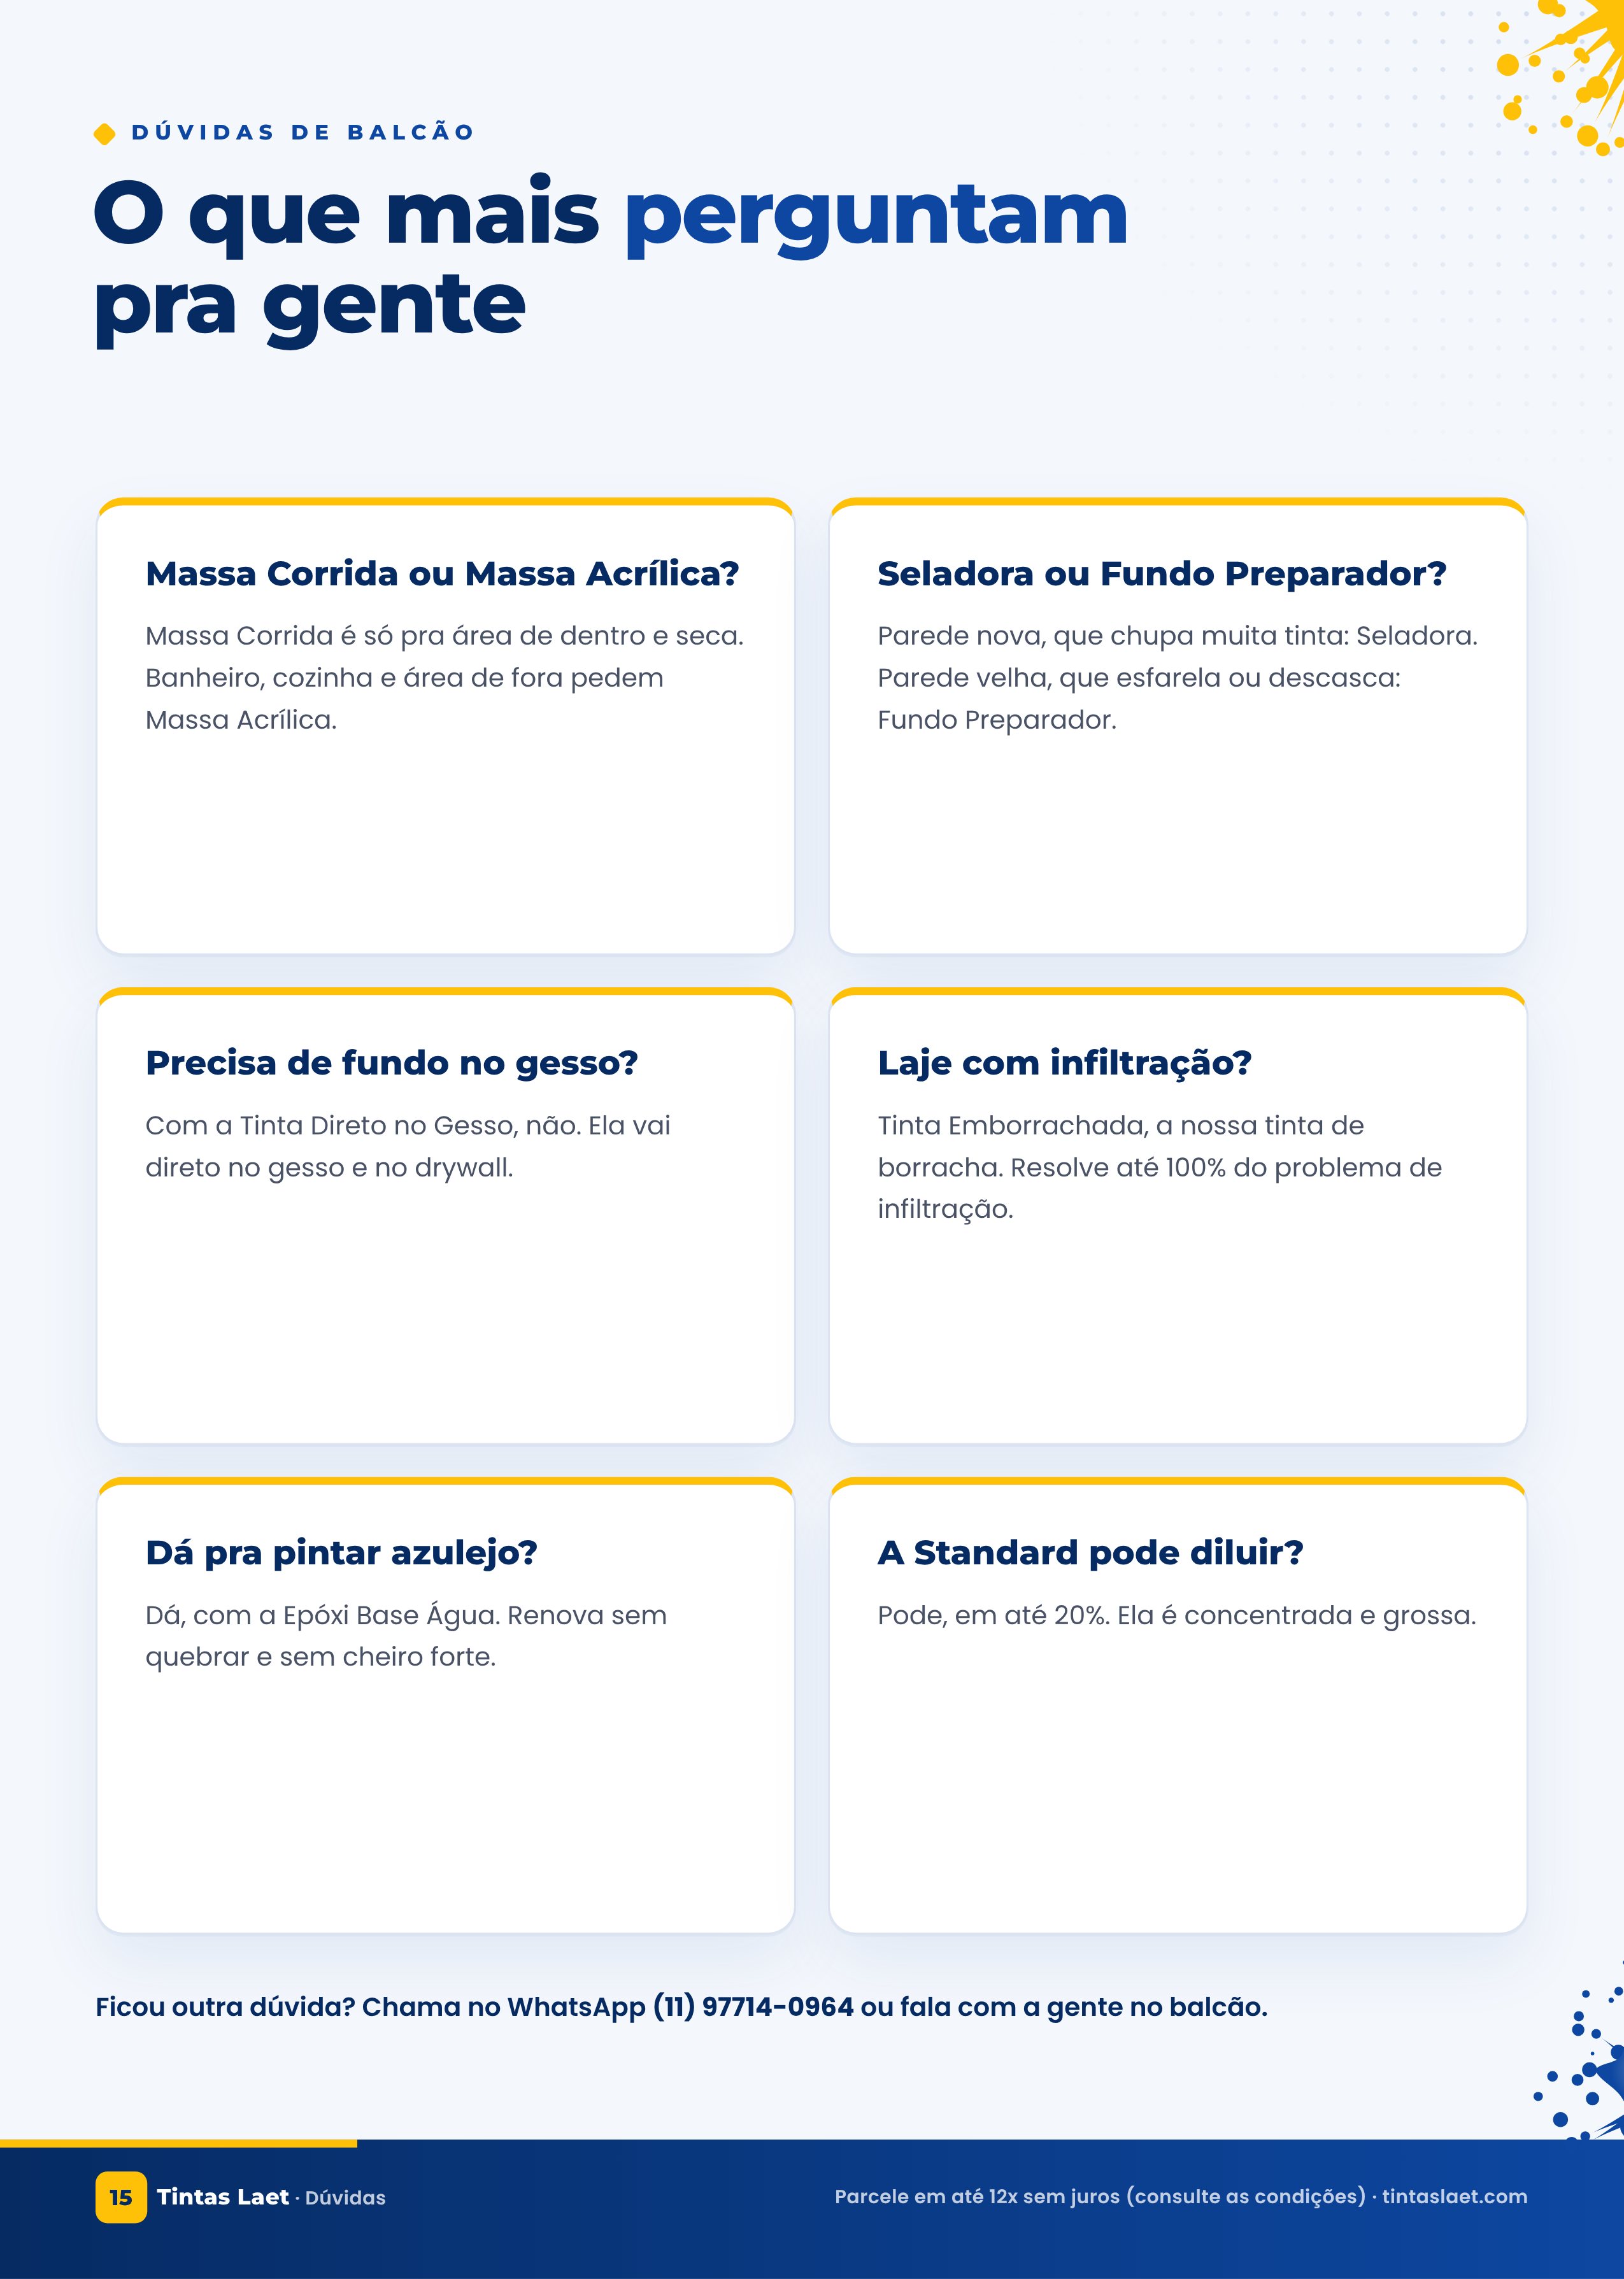 DÚVIDAS DE BALCÃO
O que mais perguntam
pra gente
Massa Corrida ou Massa Acrílica?
Massa Corrida é só pra área de dentro e seca.
Banheiro, cozinha e área de fora pedem
Massa Acrílica.
Seladora ou Fundo Preparador?
Parede nova, que chupa muita tinta: Seladora.
Parede velha, que esfarela ou descasca:
Fundo Preparador.
Precisa de fundo no gesso?
Com a Tinta Direto no Gesso, não. Ela vai
direto no gesso e no drywall.
Laje com infiltração?
Tinta Emborrachada, a nossa tinta de
borracha. Resolve até 100% do problema de
infiltração.
Dá pra pintar azulejo?
Dá, com a Epóxi Base Água. Renova sem
quebrar e sem cheiro forte.
A Standard pode diluir?
Pode, em até 20%. Ela é concentrada e grossa.
Ficou outra dúvida? Chama no WhatsApp (11) 97714-0964 ou fala com a gente no balcão.
15 Tintas Laet · Dúvidas
Parcele em até 12x sem juros (consulte as condições) · tintaslaet.com